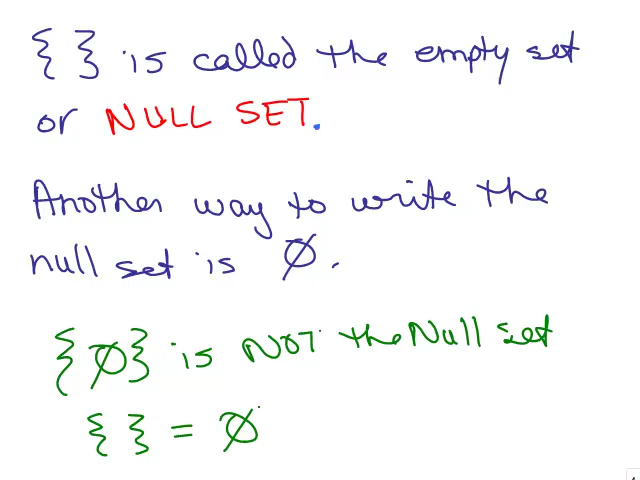 { } is called the empty set
or NULL SET.
Another way to write the
null set is ∅.
{∅} is NOT the Null set
{ } = ∅